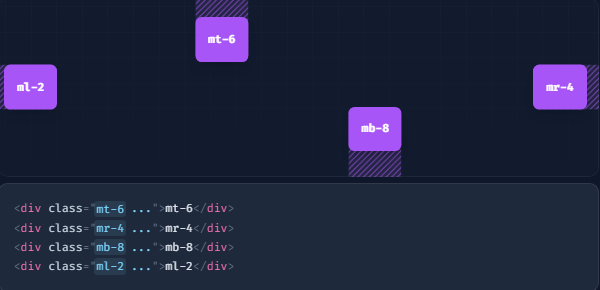 mt-6
ml-2
mr-4
mb-8
<div class="mt-6 ...">mt-6</div>
<div class="mr-4 ...">mr-4</div>
<div class="mb-8 ...">mb-8</div>
<div class="ml-2 ...">ml-2</div>